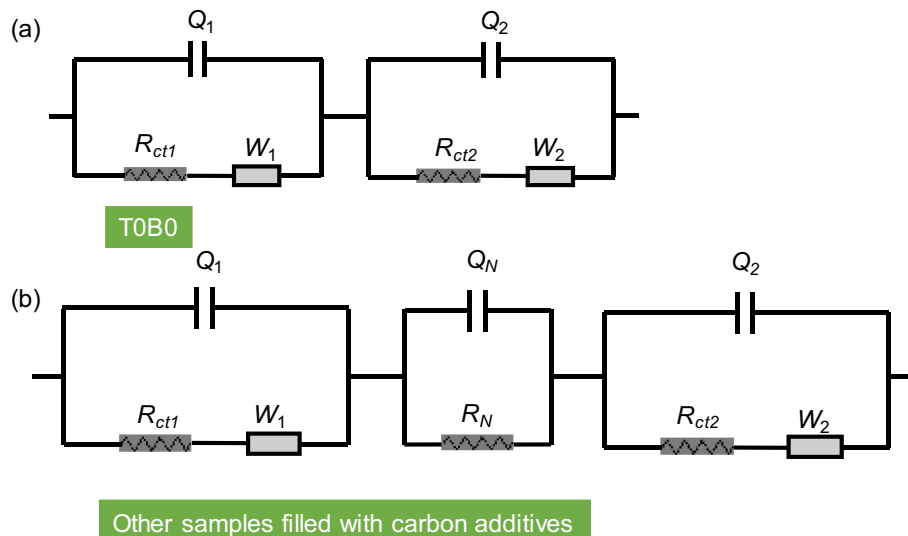 (a)
Q1
Q2
Rct1
W1
Rct2
W2
T0B0
(b)
Q1
QN
Q2
Rct1
W1
RN
Rct2
W2
Other samples filled with carbon additives